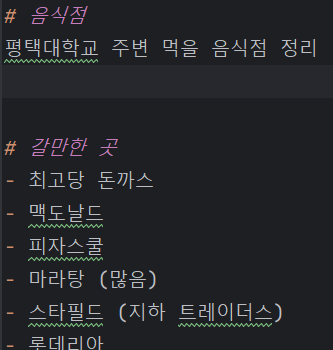 # 음식점
평택대학교 주변 먹을 음식점 정리
# 갈만한 곳
- 최고당 돈까스
- 맥도날드
- 피자스쿨
- 마라탕 (많음)
- 스타필드 (지하 트레이더스)
- 롯데리아